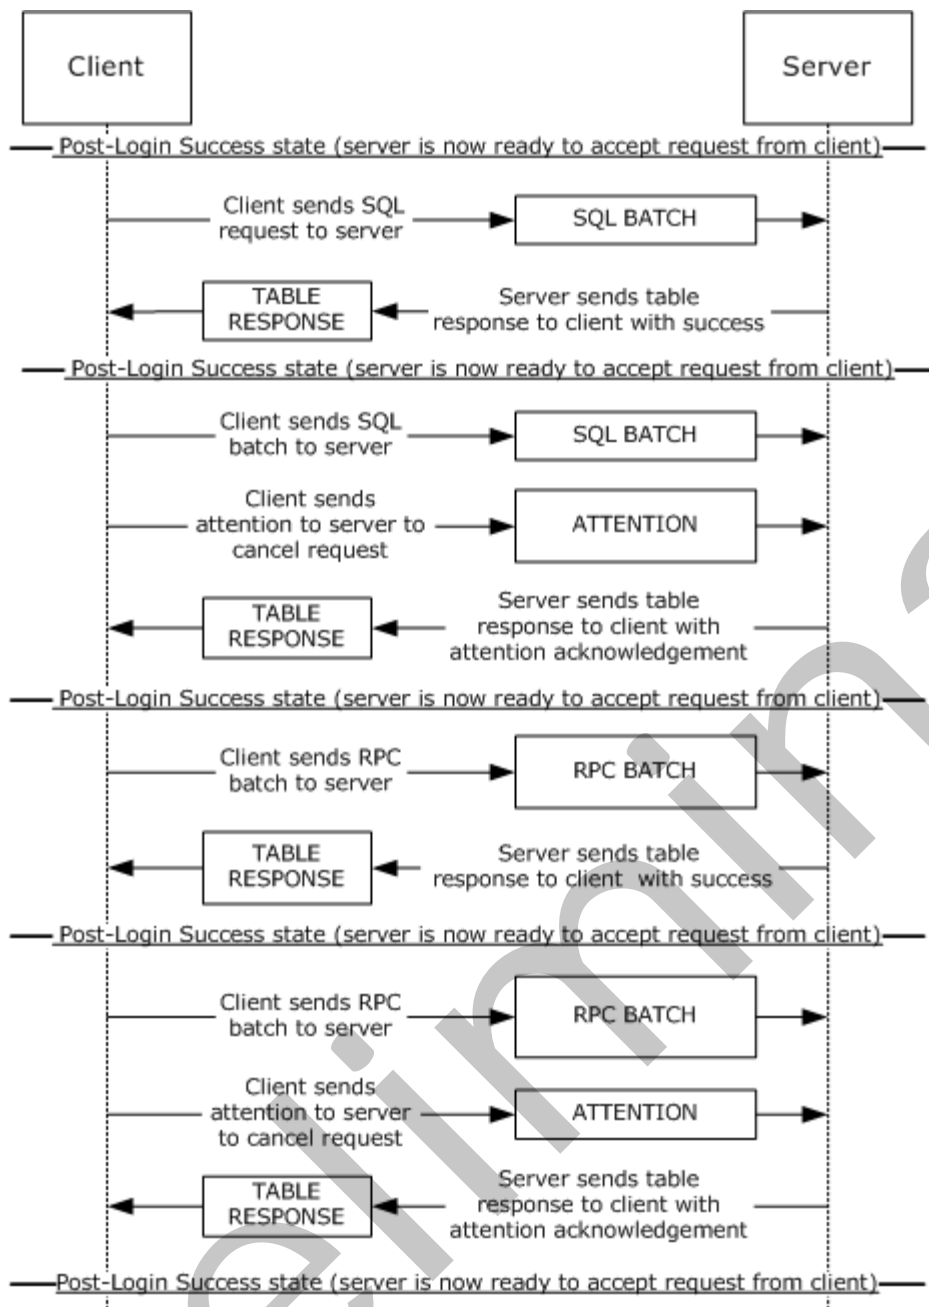 Client
Server
Post-Login Success state (server is now ready to accept request from client)
Client sends SQL
request to server
SQL BATCH
TABLE
RESPONSE
Server sends table
response to client with success
Post-Login Success state (server is now ready to accept request from client)
Client sends SQL
batch to server
SQL BATCH
Client sends
attention to server to
cancel request
ATTENTION
TABLE
RESPONSE
Server sends table
response to client with
attention acknowledgement
Post-Login Success state (server is now ready to accept request from client)
Client sends RPC
batch to server
RPC BATCH
TABLE
RESPONSE
Server sends table
response to client with success
Post-Login Success state (server is now ready to accept request from client)
Client sends RPC
batch to server
RPC BATCH
Client sends
attention to server
to cancel request
ATTENTION
TABLE
RESPONSE
Server sends table
response to client with
attention acknowledgement
Post-Login Success state (server is now ready to accept request from client)
elimina